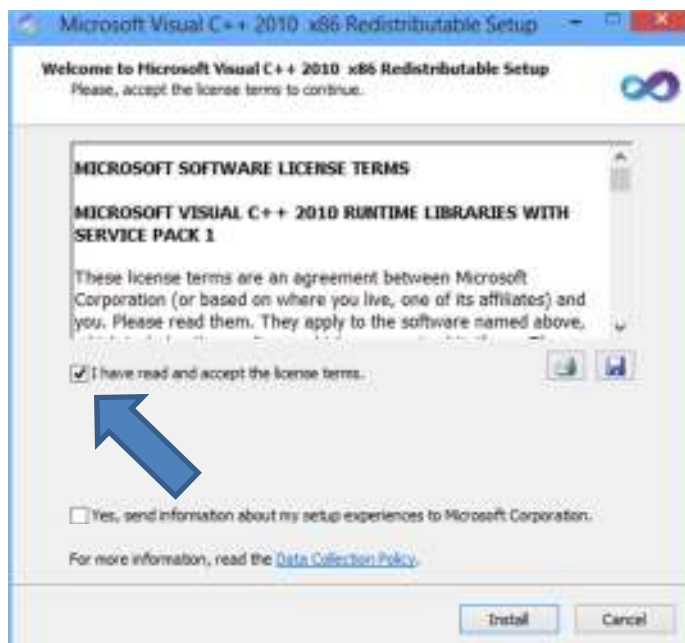 Microsoft Visual C++ 2010 x86 Redistributable Setup
Welcome to Microsoft Visual C++ 2010 x86 Redistributable Setup
Please, accept the license terms to continue.
MICROSOFT SOFTWARE LICENSE TERMS
MICROSOFT VISUAL C++ 2010 RUNTIME LIBRARIES WITH
SERVICE PACK 1
These license terms are an agreement between Microsoft
Corporation (or based on where you live, one of its affiliates) and
you. Please read them. They apply to the software named above,
I have read and accept the license terms.
Yes, send information about my setup experiences to Microsoft Corporation.
For more information, read the Data Collection Policy.
Install
Cancel